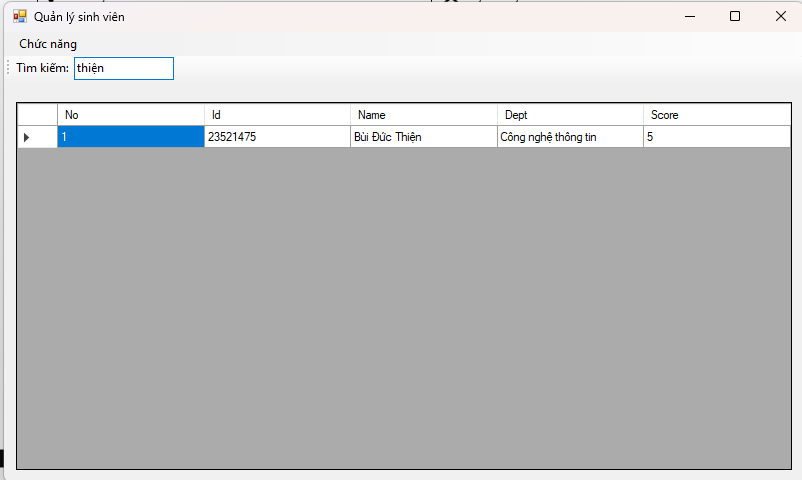 Quản lý sinh viên
Chức năng
Tìm kiếm: thiện
No Id Name Dept Score
1 23521475 Bùi Đức Thiện Công nghệ thông tin 5